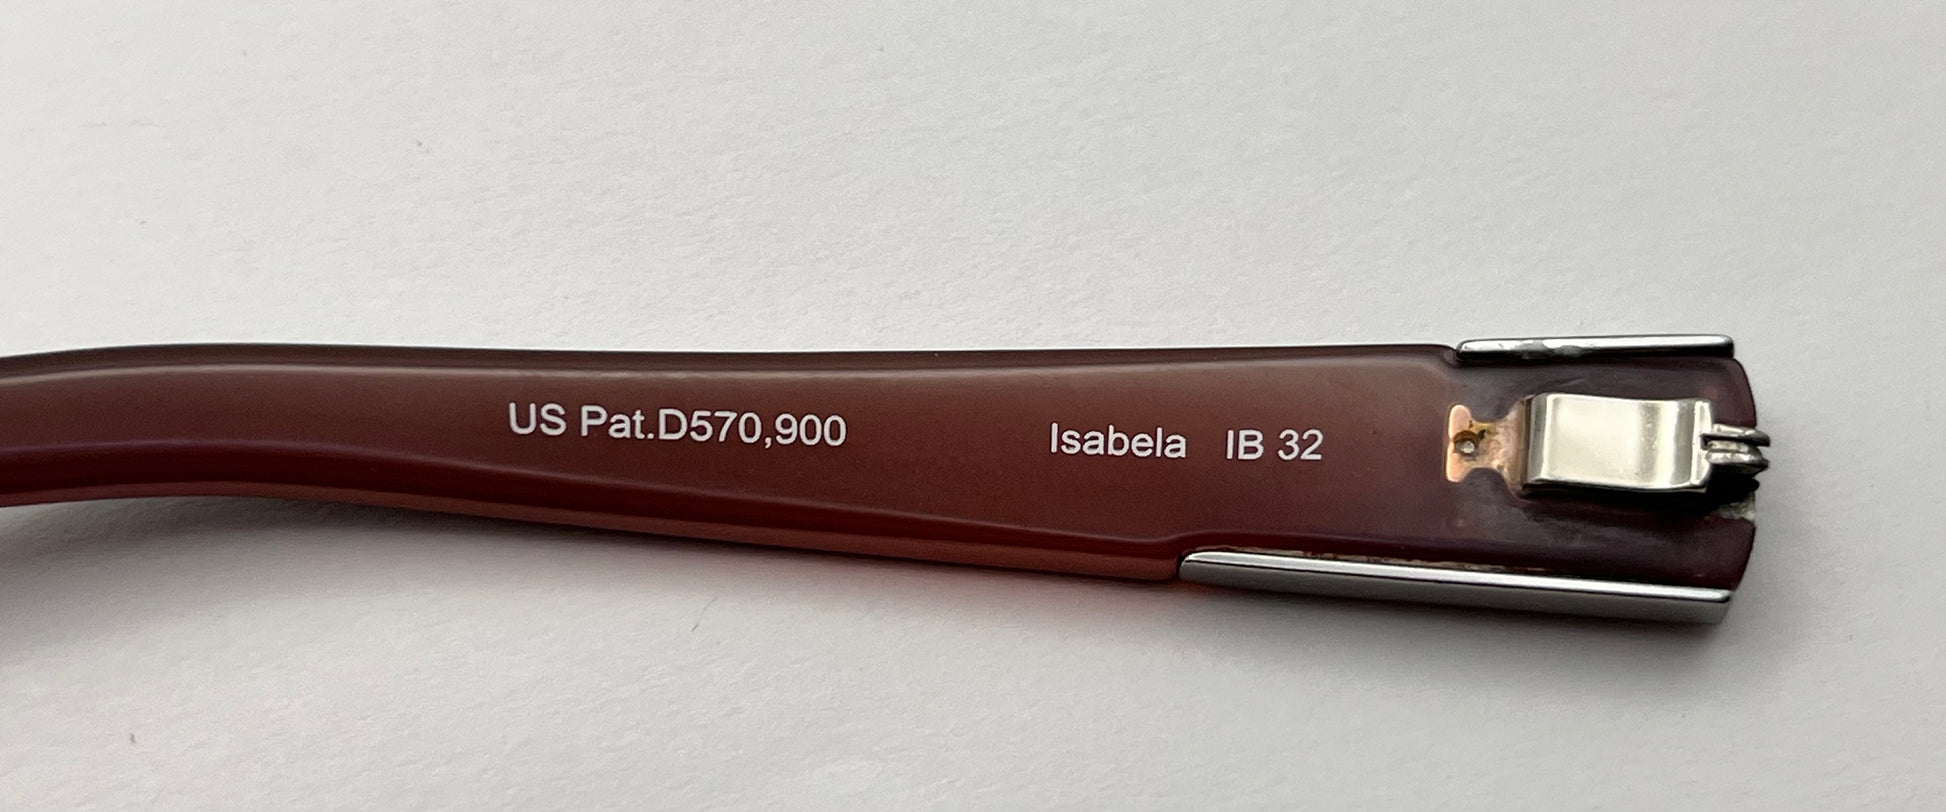 US Pat.D570,900 Isabela IB 32